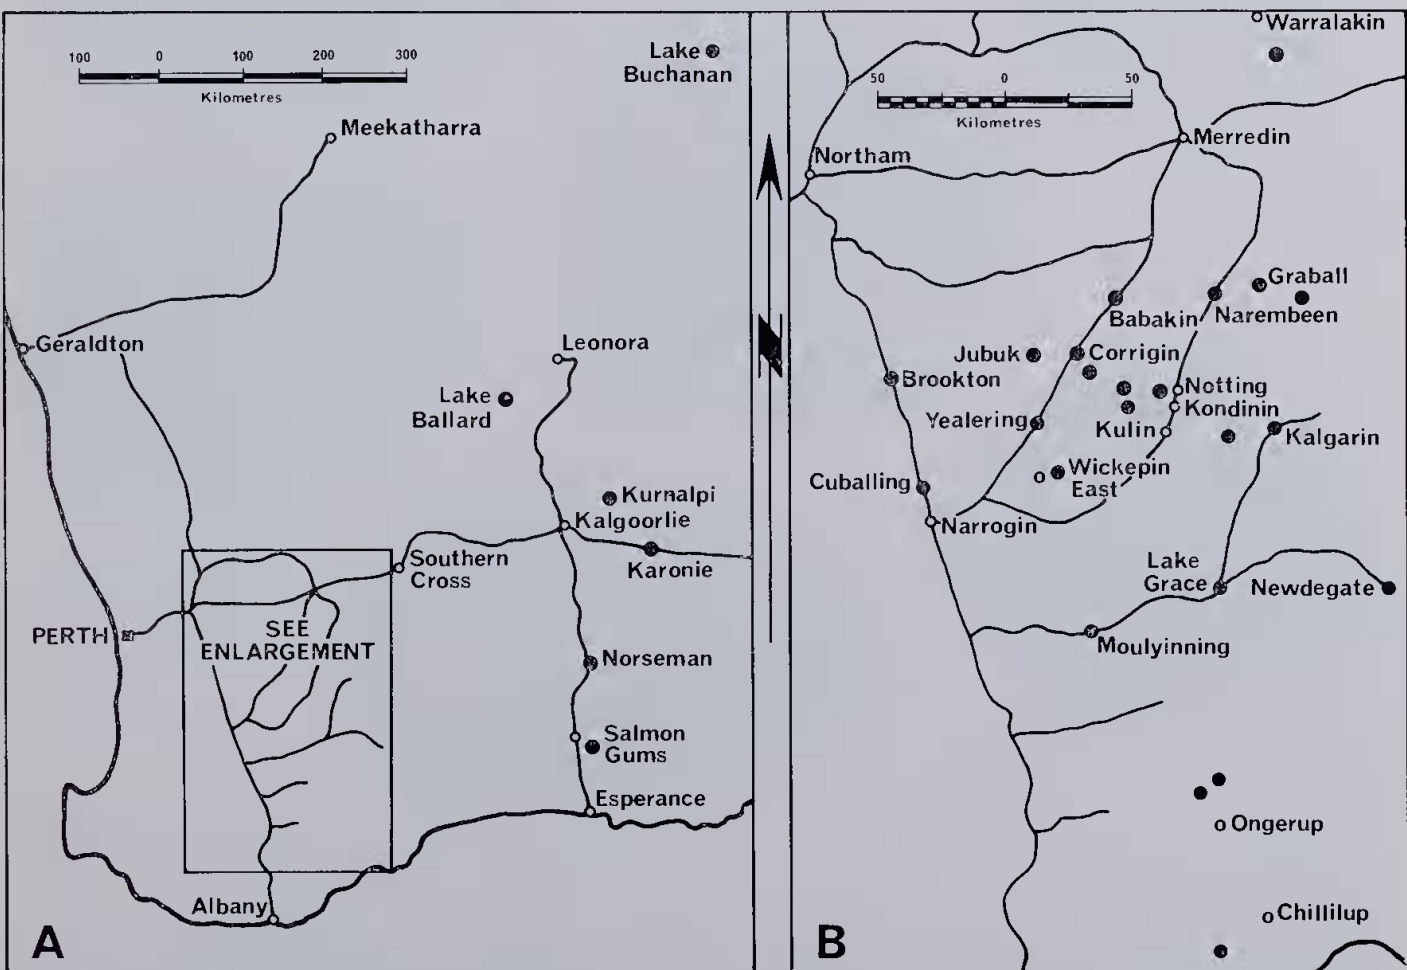 100 0 100 200 300
Kilometres
Lake
Buchanan
Meekatharra
Geraldton
Leonora
Lake
Ballard
Kurnalpi
Kalgoorlie
Karonie
Southern
Cross
PERTH
SEE
ENLARGEMENT
Norseman
Salmon
Gums
Esperance
Albany
A
N
Warralakin
50 0 50
Kilometres
Merredin
Northam
Graball
Babakin
Narembeen
Jubuk
Corrigin
Brookton
Notting
Kondinin
Yealering
Kulin
Kalgarin
Wickepin
East
Cuballing
Narrogin
Lake
Grace
Newdegate
Moulyinning
Ongerup
Chillilup
B